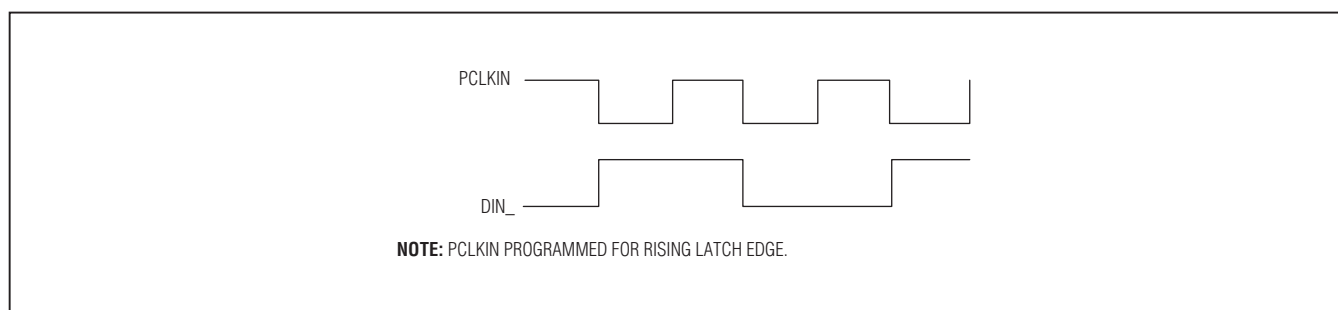 PCLKIN
DIN_
NOTE: PCLKIN PROGRAMMED FOR RISING LATCH EDGE.